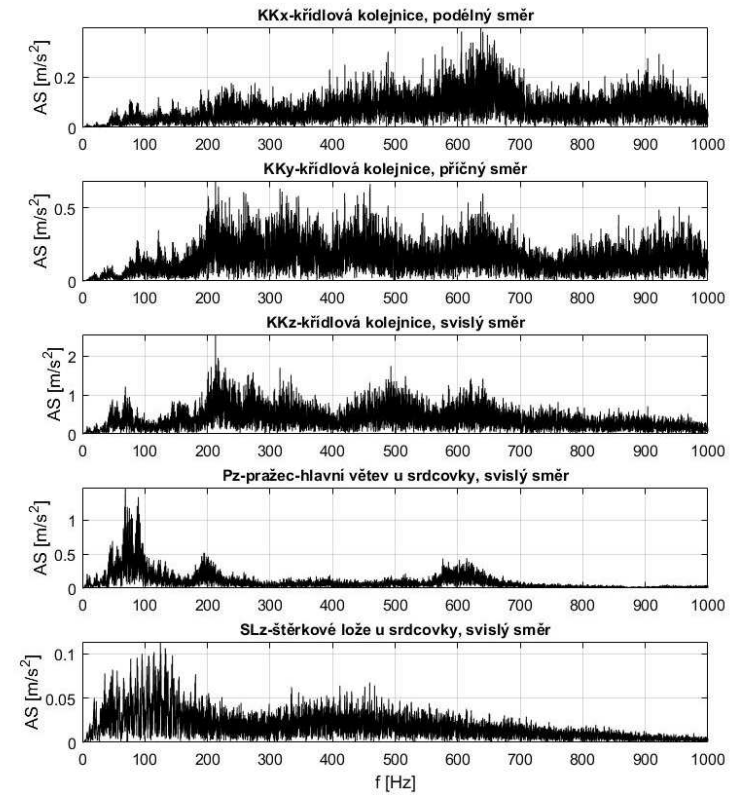 KKx-křídlová kolejnice, podélný směr
AS [m/s²]
0.2
0
0 100 200 300 400 500 600 700 800 900 1000
KKy-křídlová kolejnice, příčný směr
AS [m/s²]
0.5
0
0 100 200 300 400 500 600 700 800 900 1000
KKz-křídlová kolejnice, svislý směr
AS [m/s²]
2
1
0
0 100 200 300 400 500 600 700 800 900 1000
Pz-pražec-hlavní větev u srdcovky, svislý směr
AS [m/s²]
1
0.5
0
0 100 200 300 400 500 600 700 800 900 1000
SLz-štěrkové lože u srdcovky, svislý směr
AS [m/s²]
0.1
0.05
0
0 100 200 300 400 500 600 700 800 900 1000
f [Hz]